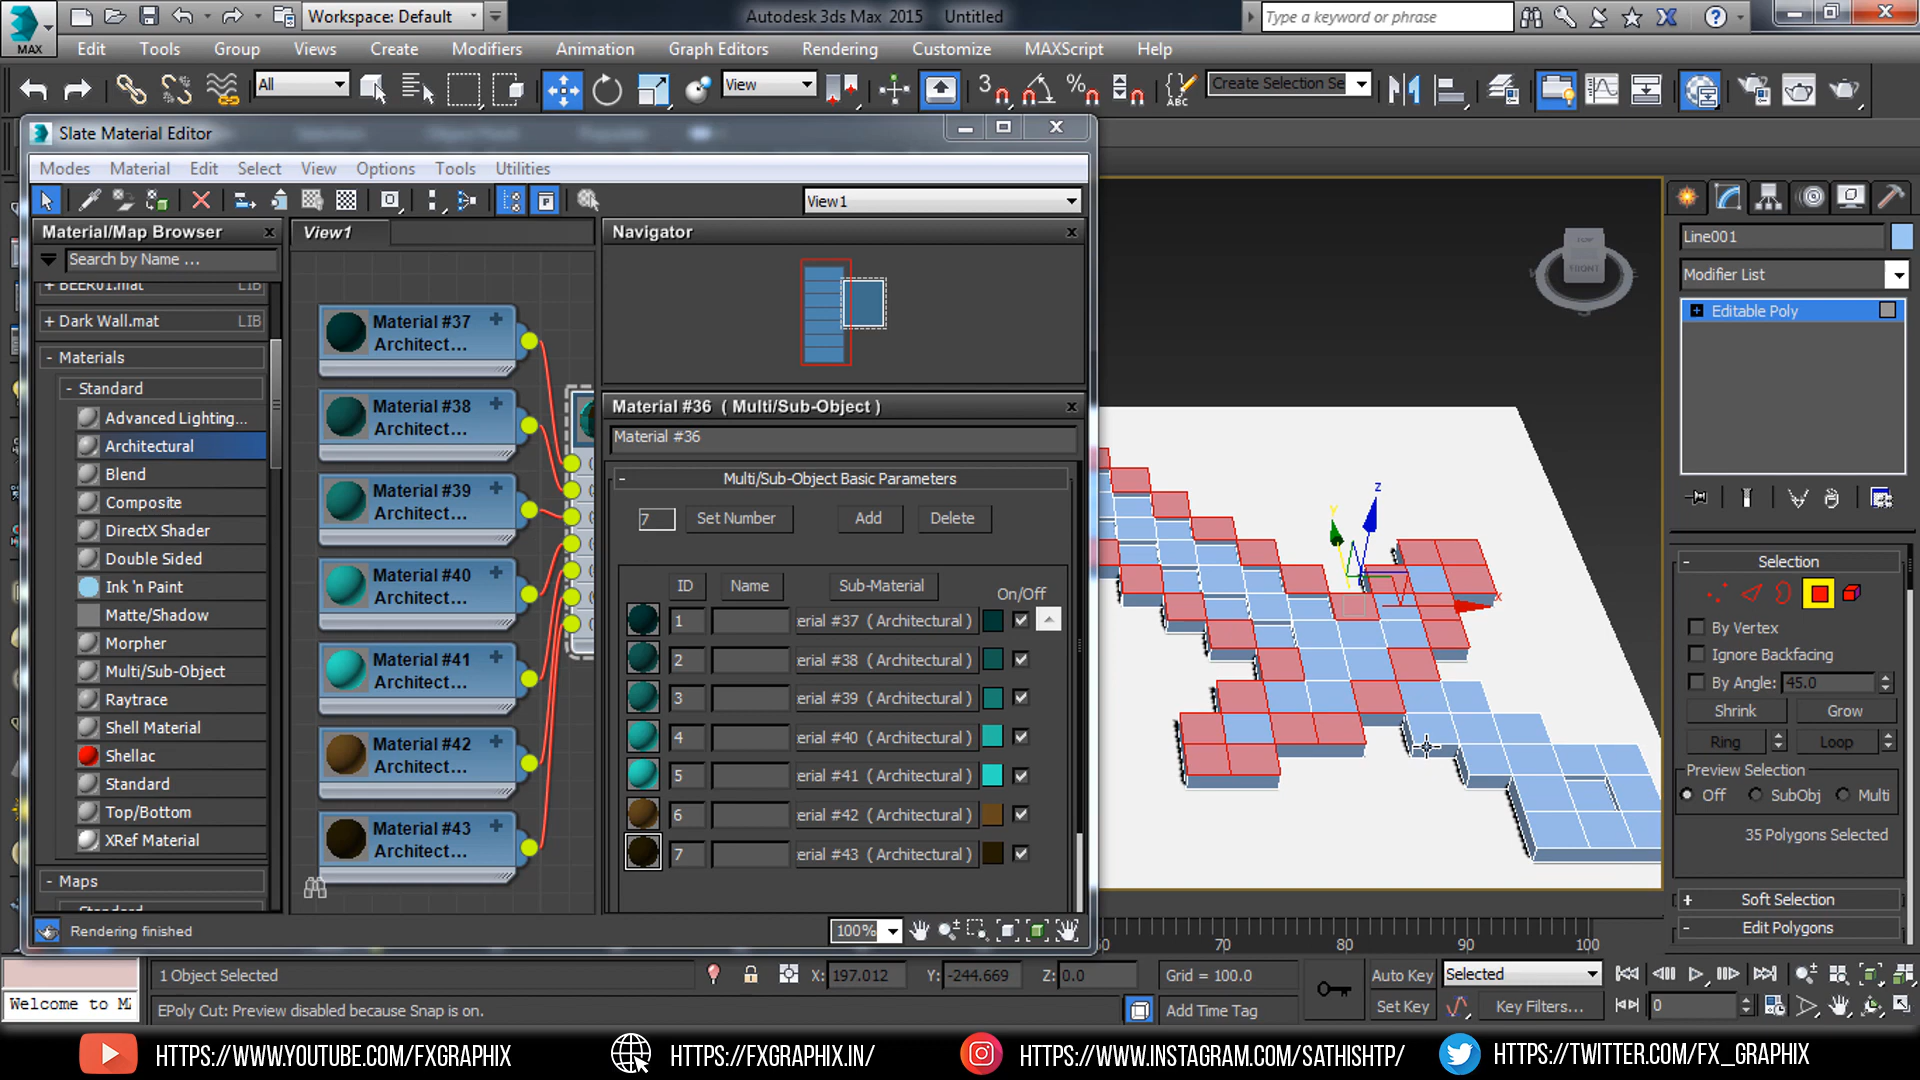 Workspace: Default
Autodesk 3ds Max 2015 Untitled
Type a keyword or phrase
MAX
Edit Tools Group Views Create Modifiers Animation Graph Editors Rendering Customize MAXScript Help
All
View
3
%
ABC
Create Selection Se
Slate Material Editor
Modes Material Edit Select View Options Tools Utilities
View1
Material/Map Browser
View1
Navigator
Search by Name ...
BEER01.mat LIB
+ Dark Wall.mat LIB
- Materials
- Standard
Advanced Lighting...
Architectural
Blend
Composite
DirectX Shader
Double Sided
Ink 'n Paint
Matte/Shadow
Morpher
Multi/Sub-Object
Raytrace
Shell Material
Shellac
Standard
Top/Bottom
XRef Material
- Maps
Material #37
Architect...
Material #38
Architect...
Material #39
Architect...
Material #40
Architect...
Material #41
Architect...
Material #42
Architect...
Material #43
Architect...
Material #36 ( Multi/Sub-Object )
Material #36
- Multi/Sub-Object Basic Parameters
7 Set Number Add Delete
ID Name Sub-Material On/Off
1 erial #37 ( Architectural )
2 erial #38 ( Architectural )
3 erial #39 ( Architectural )
4 erial #40 ( Architectural )
5 erial #41 ( Architectural )
6 erial #42 ( Architectural )
7 erial #43 ( Architectural )
Rendering finished
100%
FRONT
z
y
x
Line001
Modifier List
Editable Poly
- Selection
By Vertex
Ignore Backfacing
By Angle: 45.0
Shrink Grow
Ring Loop
Preview Selection
Off SubObj Multi
35 Polygons Selected
+ Soft Selection
- Edit Polygons
60 70 80 90 100
1 Object Selected
X: 197.012 Y: -244.669 Z: 0.0
Grid = 100.0
Auto Key Selected
Welcome to
EPoly Cut: Preview disabled because Snap is on.
Add Time Tag
Set Key Key Filters...
0
HTTPS://WWW.YOUTUBE.COM/FXGRAPHIX
HTTPS://FXGRAPHIX.IN/
HTTPS://WWW.INSTAGRAM.COM/SATHISHTP/
HTTPS://TWITTER.COM/FX_GRAPHIX